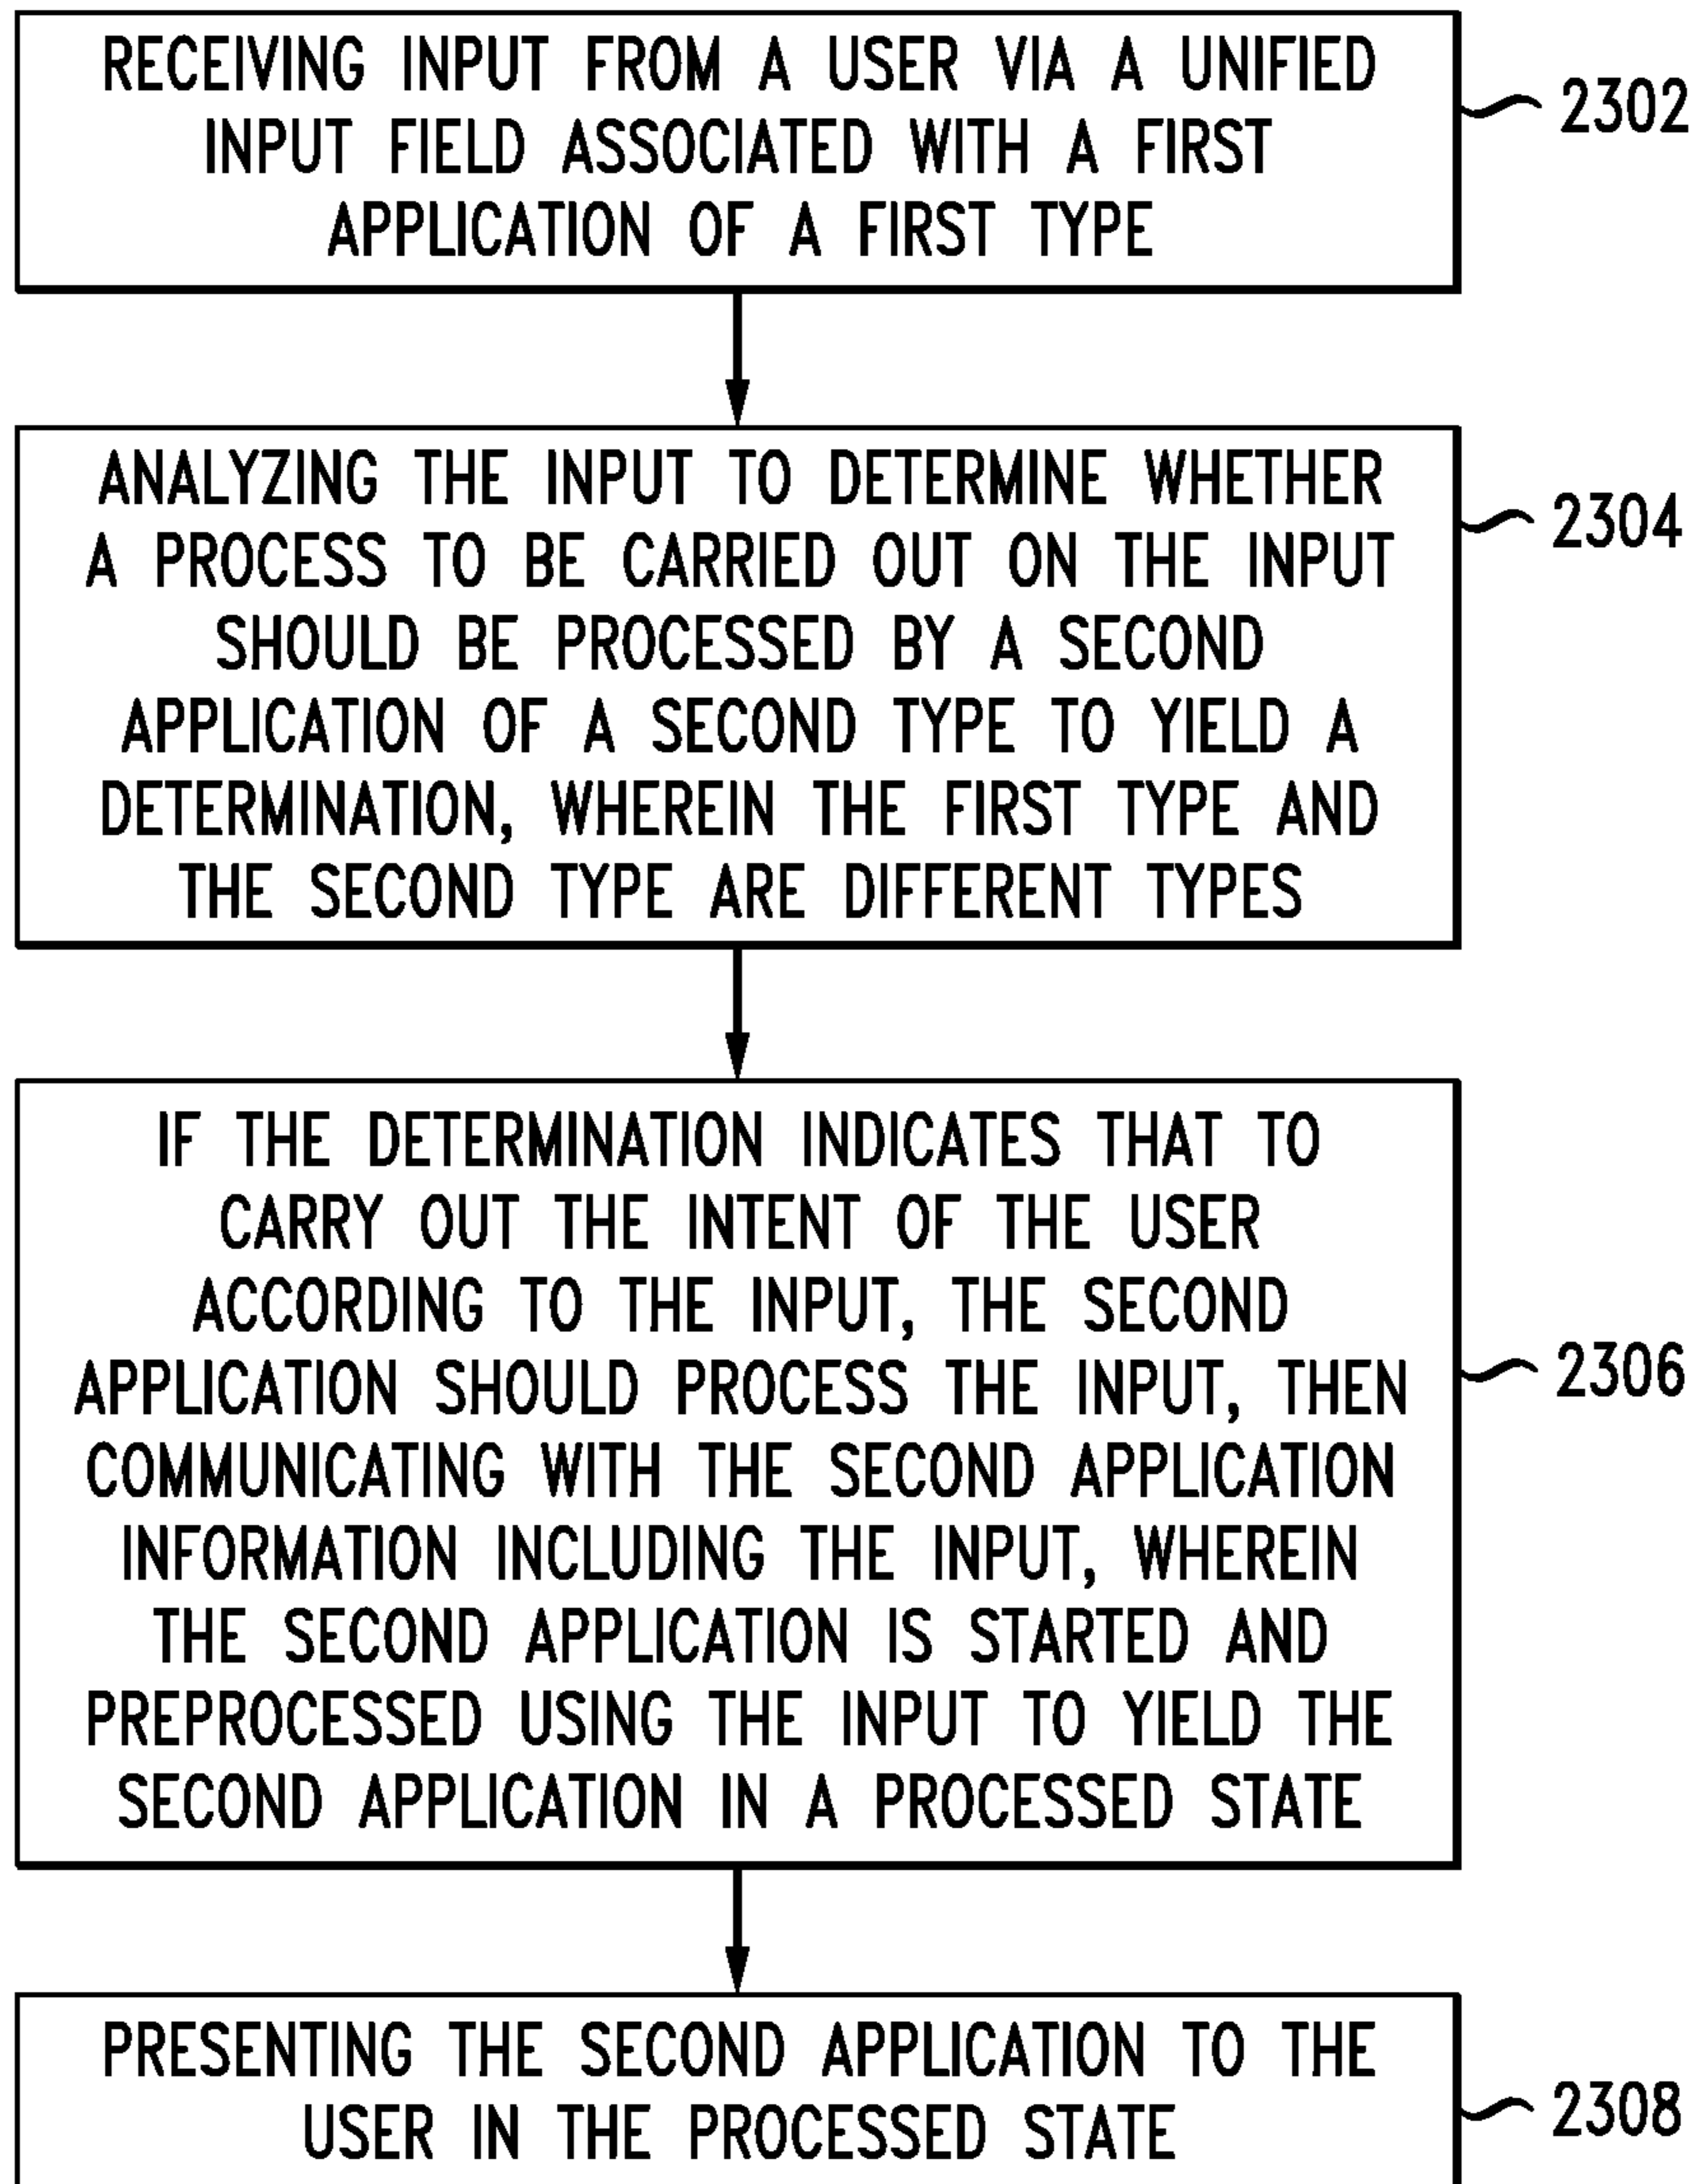 RECEIVING INPUT FROM A USER VIA A UNIFIED
INPUT FIELD ASSOCIATED WITH A FIRST
APPLICATION OF A FIRST TYPE
2302
ANALYZING THE INPUT TO DETERMINE WHETHER
A PROCESS TO BE CARRIED OUT ON THE INPUT
SHOULD BE PROCESSED BY A SECOND
APPLICATION OF A SECOND TYPE TO YIELD A
DETERMINATION, WHEREIN THE FIRST TYPE AND
THE SECOND TYPE ARE DIFFERENT TYPES
2304
IF THE DETERMINATION INDICATES THAT TO
CARRY OUT THE INTENT OF THE USER
ACCORDING TO THE INPUT, THE SECOND
APPLICATION SHOULD PROCESS THE INPUT, THEN
COMMUNICATING WITH THE SECOND APPLICATION
INFORMATION INCLUDING THE INPUT, WHEREIN
THE SECOND APPLICATION IS STARTED AND
PREPROCESSED USING THE INPUT TO YIELD THE
SECOND APPLICATION IN A PROCESSED STATE
2306
PRESENTING THE SECOND APPLICATION TO THE
USER IN THE PROCESSED STATE
2308